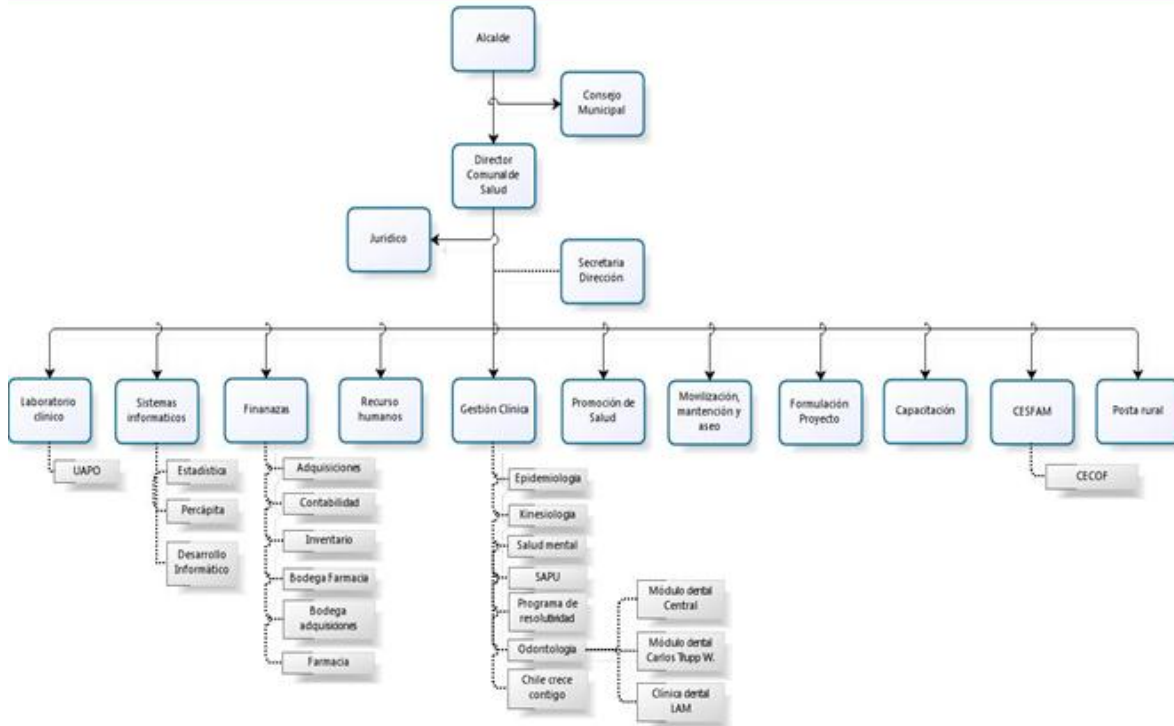 Alcalde
Consejo
Municipal
Director
Comunal de
Salud
Jurídico
Secretaria
Dirección
Laboratorio
clínico
Sistemas
informaticos
Finanazas
Recurso
humanos
Gestión Clínica
Promoción de
Salud
Movilización,
mantención y
aseo
Formulación
Proyecto
Capacitación
CESFAM
Posta rural
UAPO
Estadística
Percápita
Desarrollo
Informático
Adquisiciones
Contabilidad
Inventario
Bodega Farmacia
Bodega
adquisiciones
Farmacia
Epidemiología
Kinesiología
Salud mental
SAPU
Programa de
resolutividad
Odontología
Chile crece
contigo
Módulo dental
Central
Módulo dental
Carlos Trupp W.
Clínica dental
LAM
CECOF